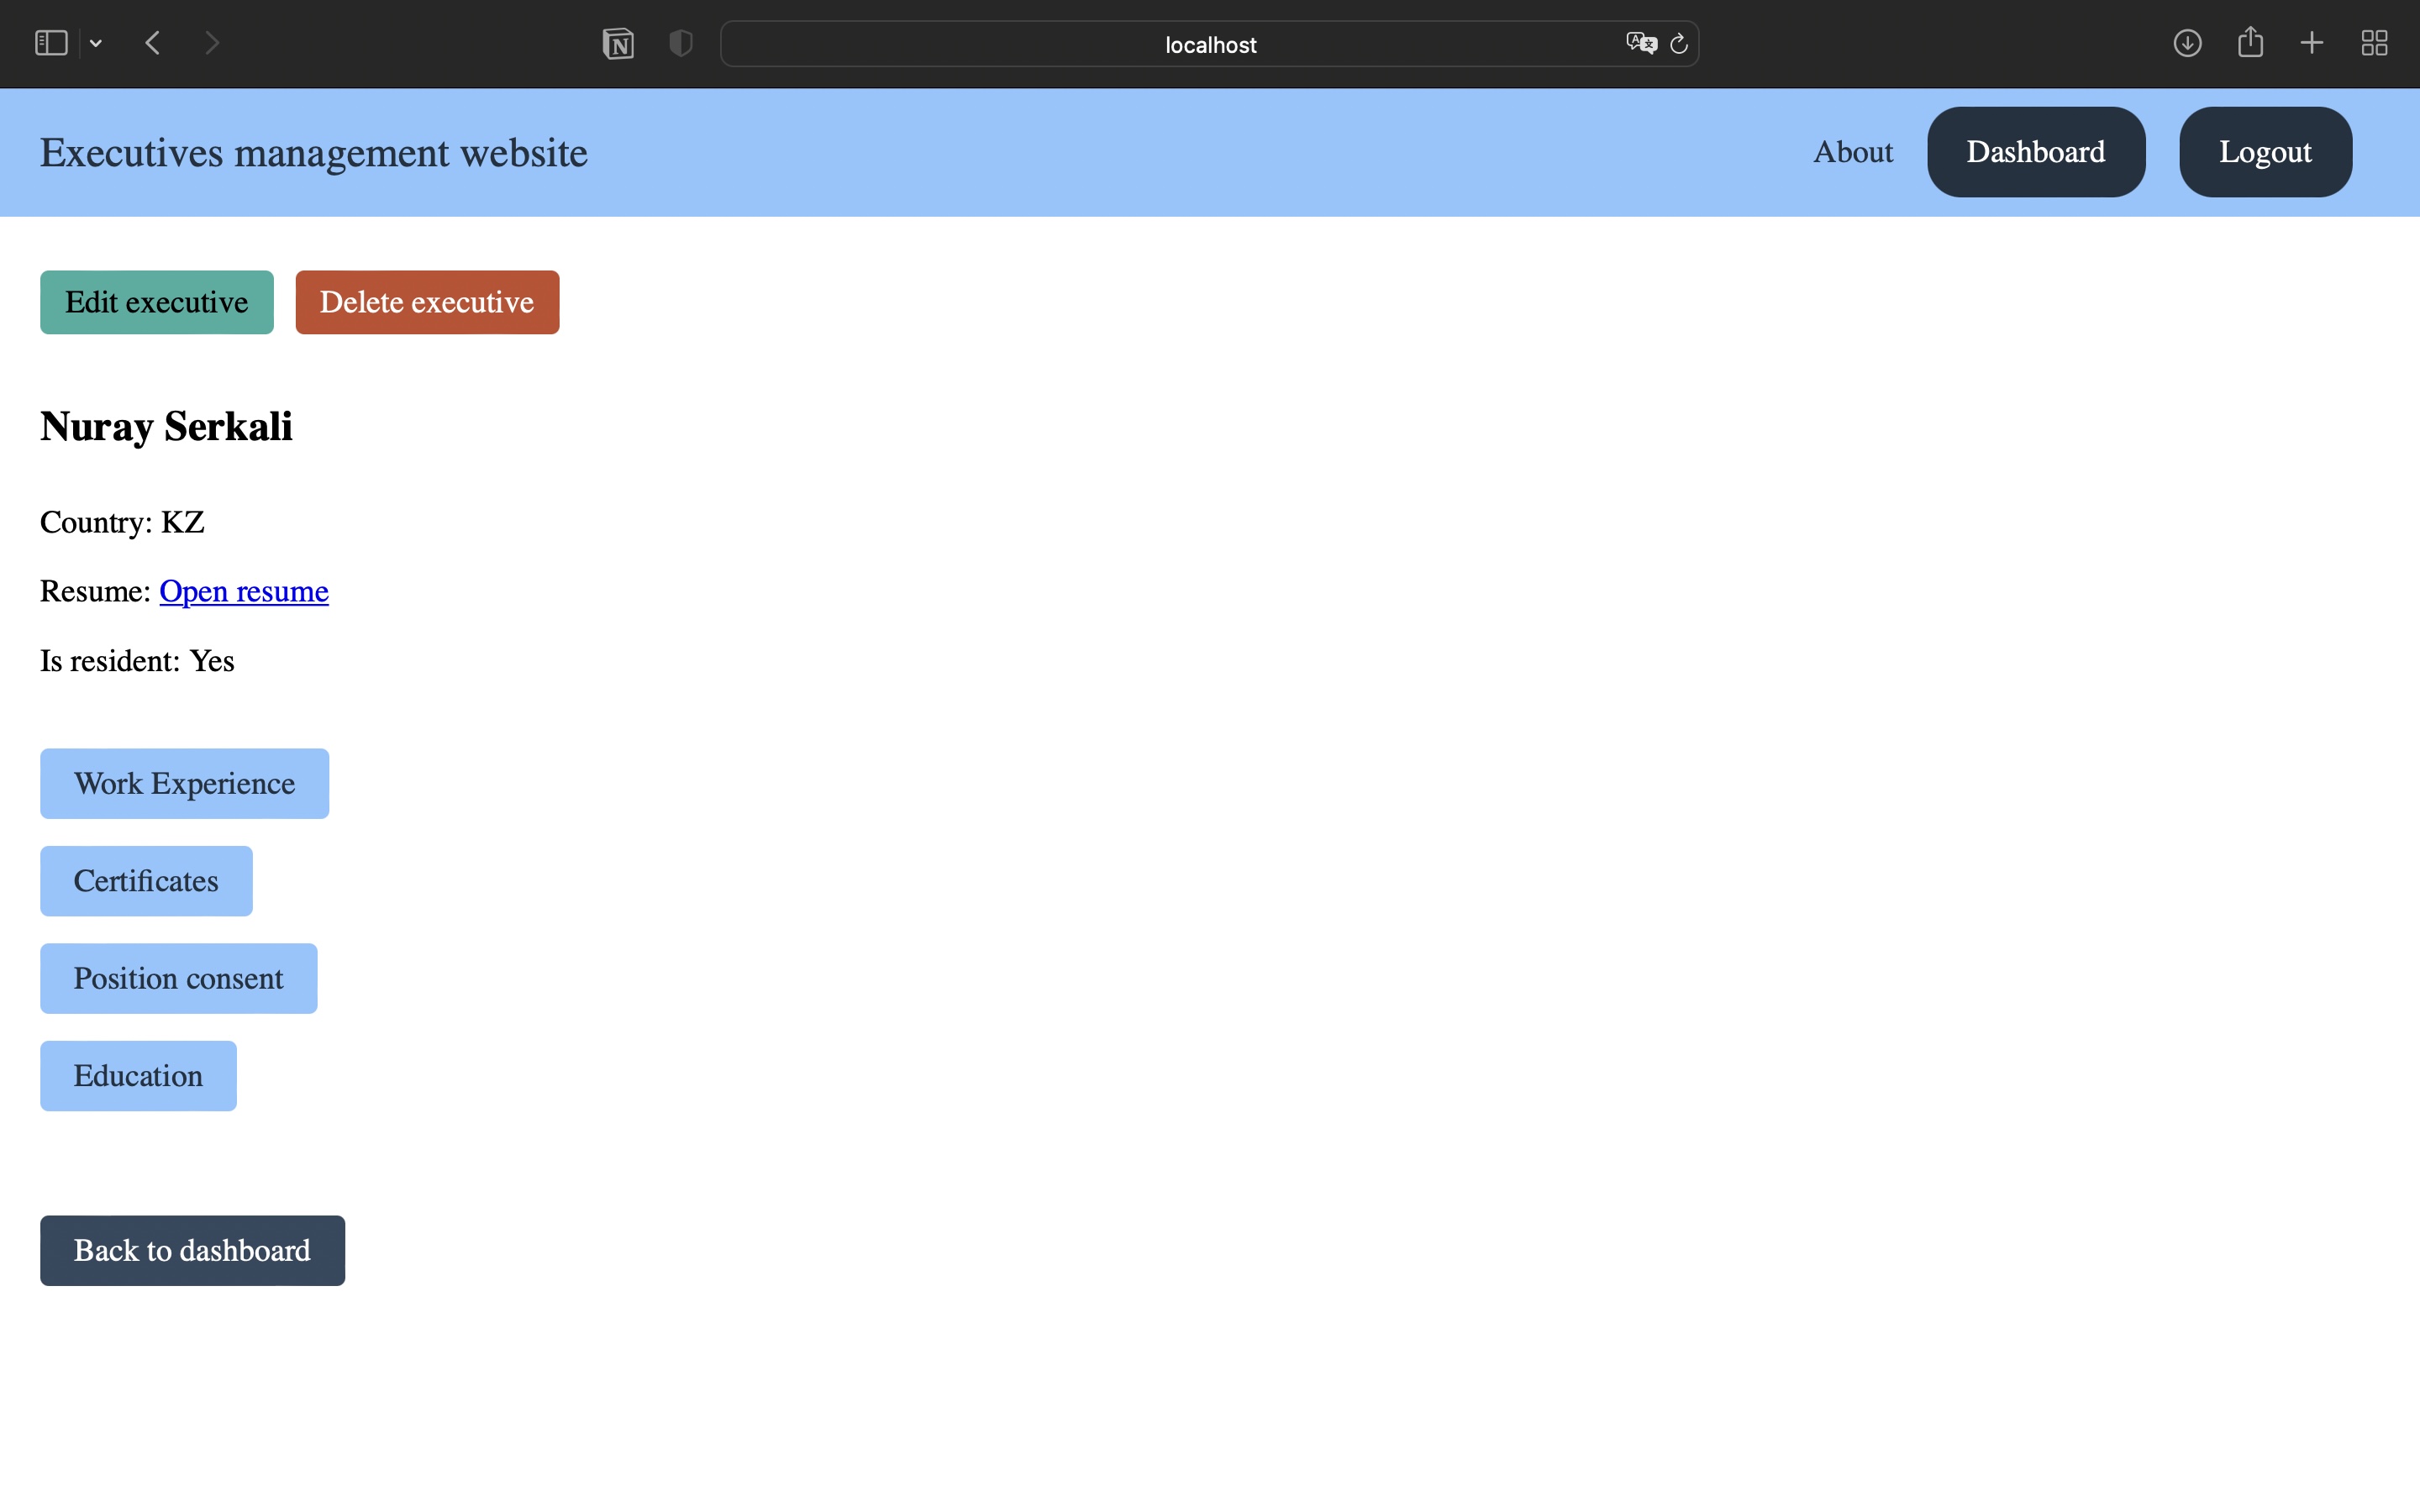 localhost
Executives management website
About
Dashboard
Logout
Edit executive
Delete executive
Nuray Serkali
Country: KZ
Resume: Open resume
Is resident: Yes
Work Experience
Certificates
Position consent
Education
Back to dashboard